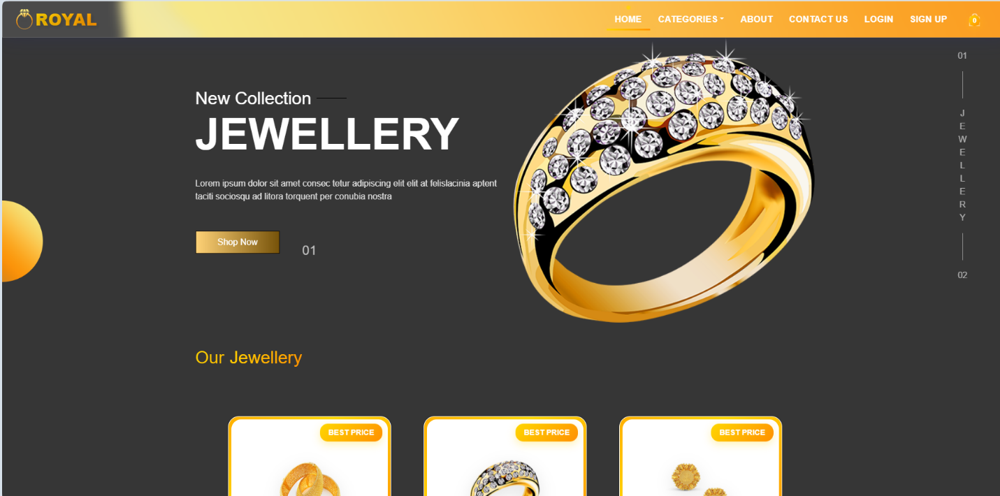 ROYAL
HOME CATEGORIES ABOUT CONTACT US LOGIN SIGN UP 0
01
New Collection
JEWELLERY
Lorem ipsum dolor sit amet consec tetur adipiscing elit elit at felislacinia aptent
taciti sociosqu ad litora torquent per conubia nostra
Shop Now
01
JEWELLERY
02
Our Jewellery
BEST PRICE
BEST PRICE
BEST PRICE